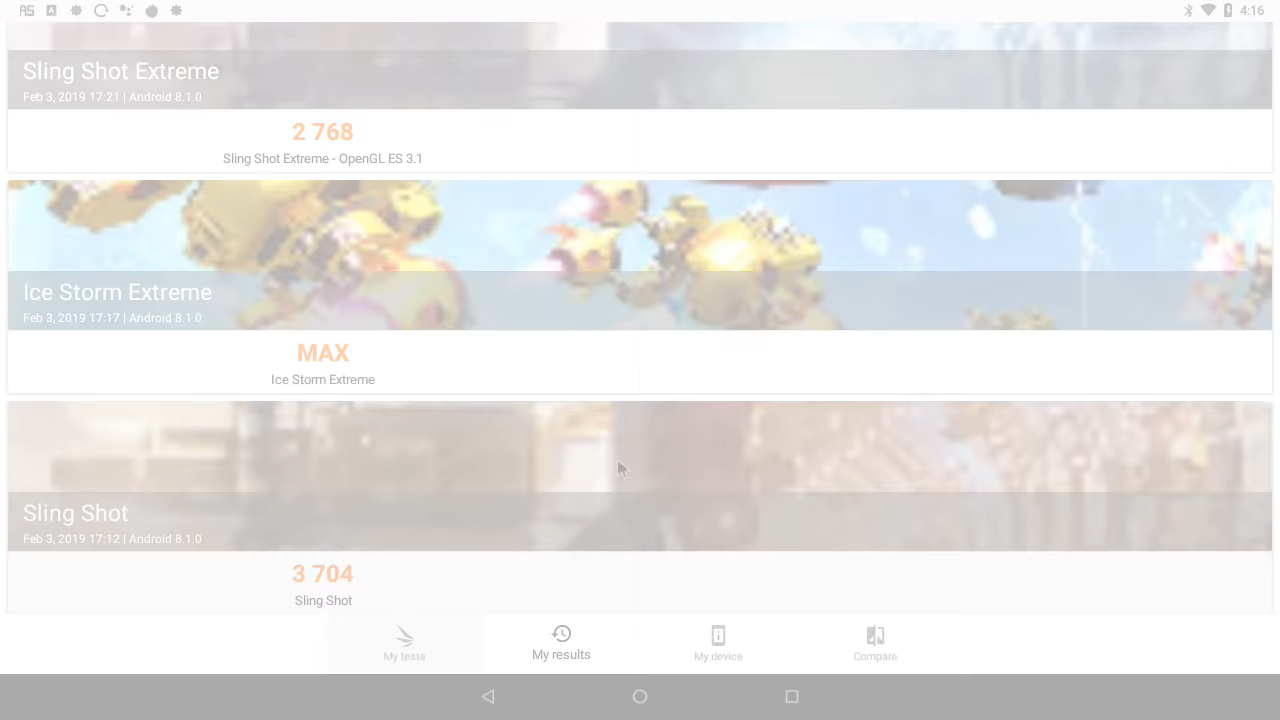 4:16
Sling Shot Extreme
Feb 3, 2019 17:21 | Android 8.1.0
2 768
Sling Shot Extreme - OpenGL ES 3.1
Ice Storm Extreme
Feb 3, 2019 17:17 | Android 8.1.0
MAX
Ice Storm Extreme
Sling Shot
Feb 3, 2019 17:12 | Android 8.1.0
3 704
Sling Shot
My tests
My results
My device
Compare